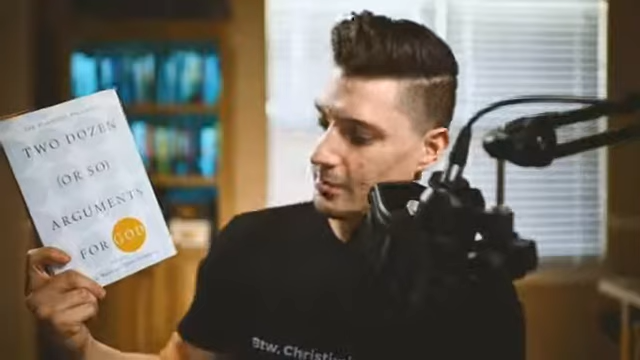 TWO DOZEN
(OR SO)
ARGUMENTS
FOR GOD
Btw, Christi